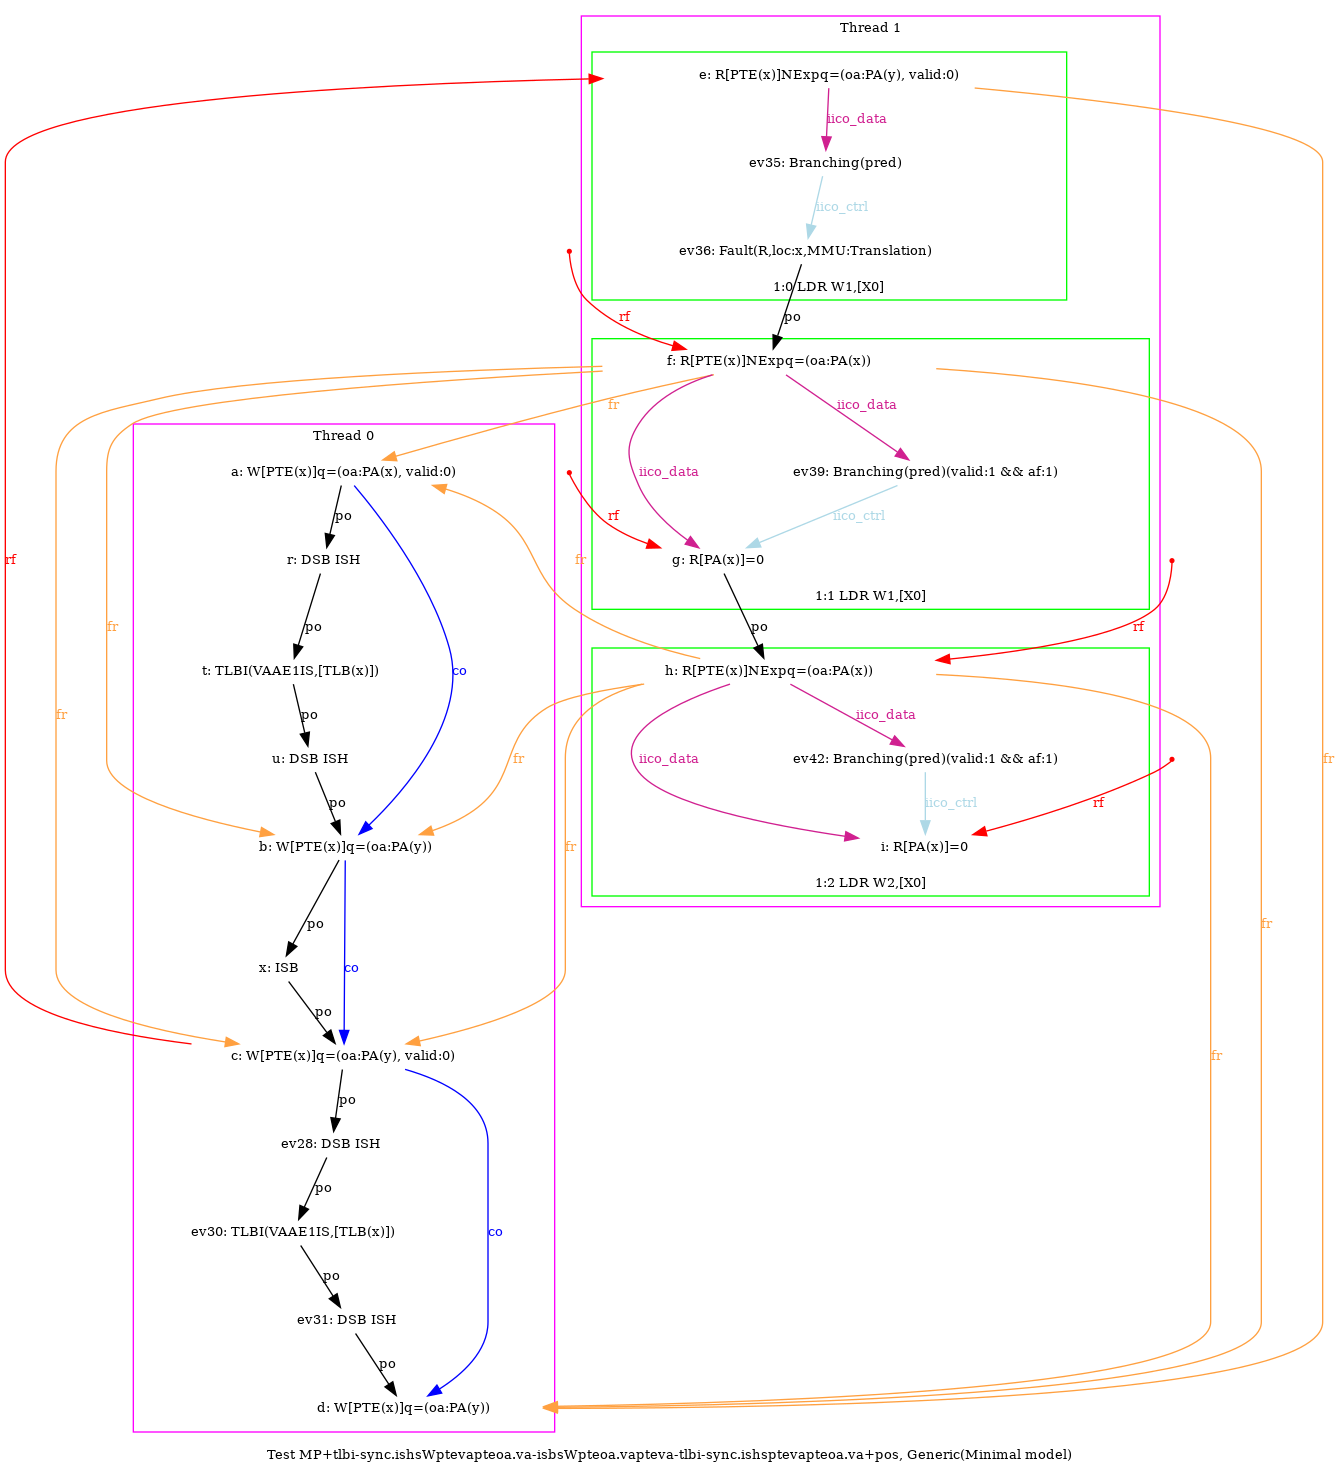 Thread 1
e: R[PTE(x)]NExpq=(oa:PA(y), valid:0)
iico_data
ev35: Branching(pred)
iico_ctrl
ev36: Fault(R,loc:x,MMU:Translation)
1:0 LDR W1,[X0]
rf
po
f: R[PTE(x)]NExpq=(oa:PA(x))
fr
iico_data
Thread 0
a: W[PTE(x)]q=(oa:PA(x), valid:0)
iico_data
ev39: Branching(pred)(valid:1 && af:1)
po
rf
iico_ctrl
rf
r: DSB ISH
fr
g: R[PA(x)]=0
1:1 LDR W1,[X0]
fr
po
po
rf
t: TLBI(VAAE1IS,[TLB(x)])
co
h: R[PTE(x)]NExpq=(oa:PA(x))
fr
po
iico_data
u: DSB ISH
fr
iico_data
ev42: Branching(pred)(valid:1 && af:1)
fr
po
iico_ctrl
rf
b: W[PTE(x)]q=(oa:PA(y))
fr
i: R[PA(x)]=0
1:2 LDR W2,[X0]
po
fr
x: ISB
co
po
c: W[PTE(x)]q=(oa:PA(y), valid:0)
fr
po
ev28: DSB ISH
po
ev30: TLBI(VAAE1IS,[TLB(x)])
co
po
ev31: DSB ISH
po
d: W[PTE(x)]q=(oa:PA(y))
Test MP+tlbi-sync.ishsWptevapteoa.va-isbsWpteoa.vapteva-tlbi-sync.ishsptevapteoa.va+pos, Generic(Minimal model)